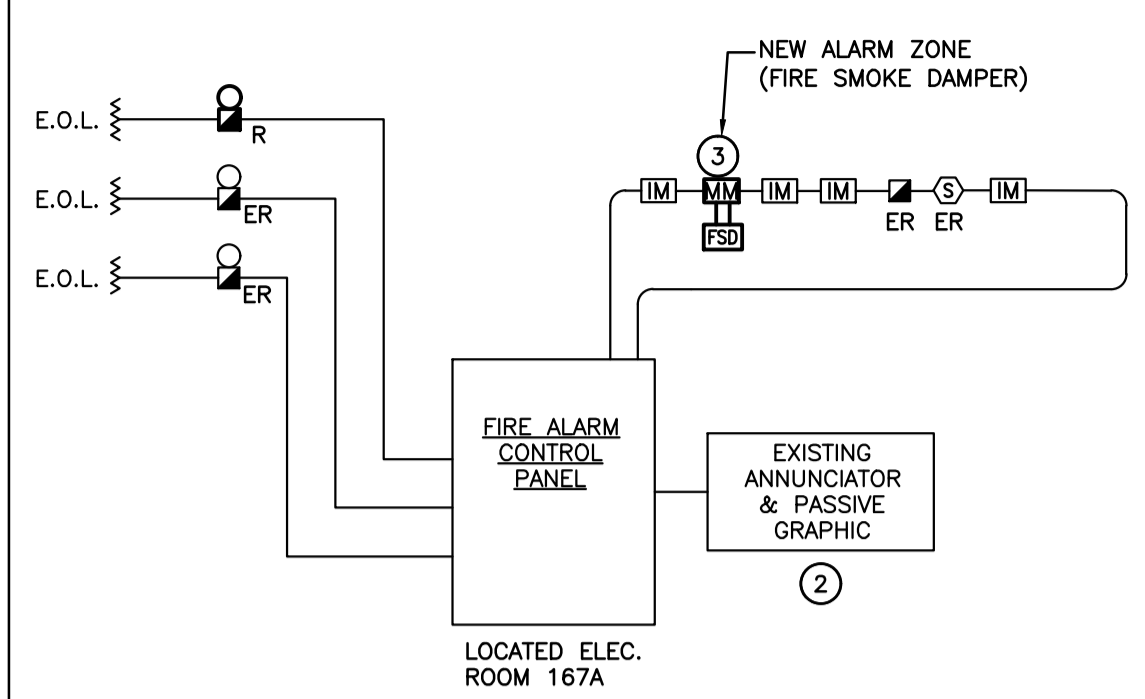 NEW ALARM ZONE
(FIRE SMOKE DAMPER)
E.O.L.
R
3
E.O.L.
ER
IM
MM
IM
IM
S
IM
FSD
ER
ER
E.O.L.
ER
FIRE ALARM
CONTROL
PANEL
EXISTING
ANNUNCIATOR
& PASSIVE
GRAPHIC
2
LOCATED ELEC.
ROOM 167A